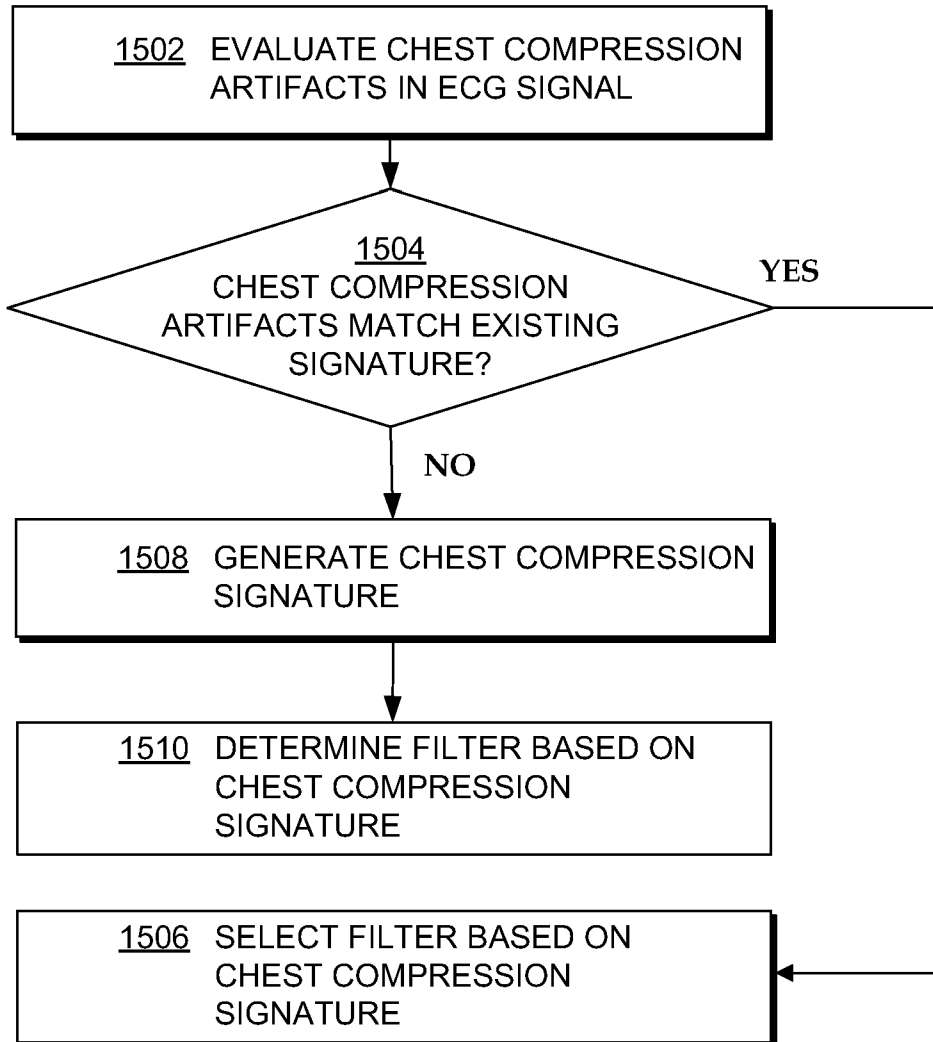 1502 EVALUATE CHEST COMPRESSION
ARTIFACTS IN ECG SIGNAL
1504
CHEST COMPRESSION
ARTIFACTS MATCH EXISTING
SIGNATURE?
YES
NO
1508 GENERATE CHEST COMPRESSION
SIGNATURE
1510 DETERMINE FILTER BASED ON
CHEST COMPRESSION
SIGNATURE
1506 SELECT FILTER BASED ON
CHEST COMPRESSION
SIGNATURE